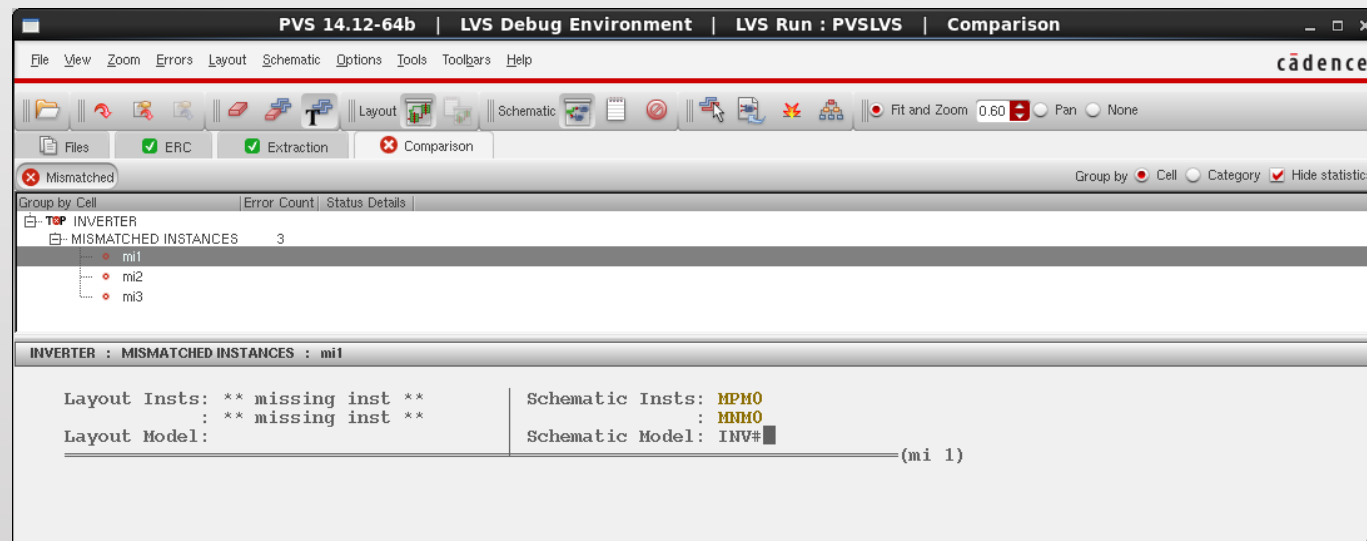 PVS 14.12-64b | LVS Debug Environment | LVS Run : PVSLVS | Comparison
File View Zoom Errors Layout Schematic Options Tools Toolbars Help
cādence
T Layout Schematic Fit and Zoom 0.60 Pan None
Files ERC Extraction Comparison
Mismatched Group by Cell Category Hide statistic
Group by Cell Error Count Status Details
TOP INVERTER
MISMATCHED INSTANCES 3
mi1
mi2
mi3
INVERTER : MISMATCHED INSTANCES : mi1
Layout Insts: ** missing inst ** Schematic Insts: MPM0
: ** missing inst ** : MNM0
Layout Model: Schematic Model: INV#
(mi 1)